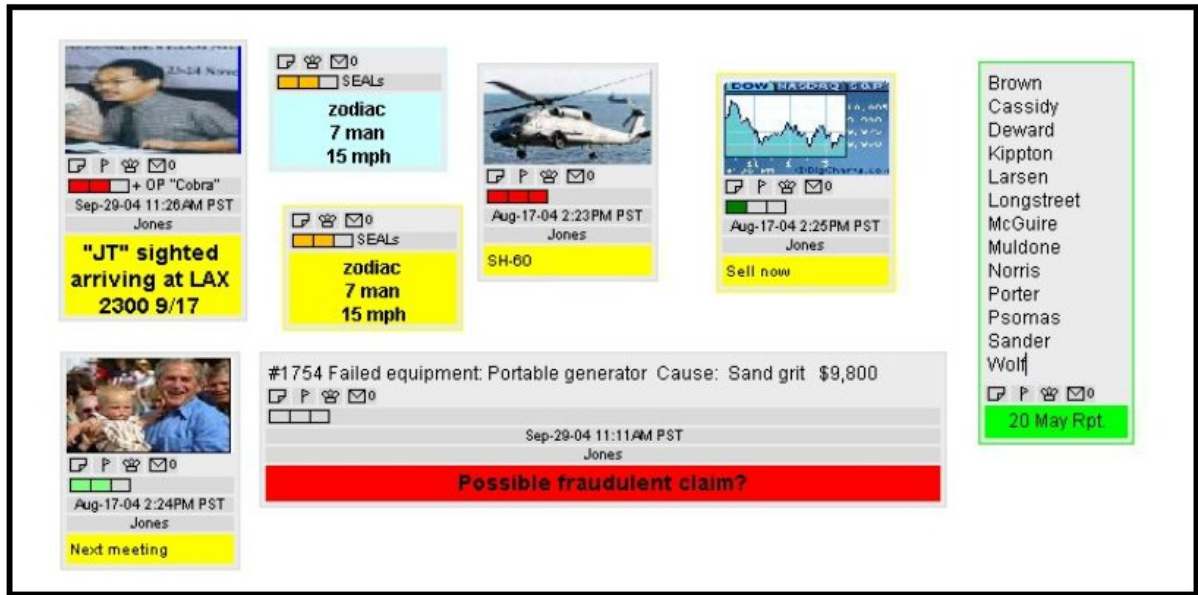 23-24 Nove
0
+ OP "Cobra"
Sep-29-04 11:26AM PST
Jones
"JT" sighted
arriving at LAX
2300 9/17
0
SEALs
zodiac
7 man
15 mph
0
SEALs
zodiac
7 man
15 mph
0
Aug-17-04 2:23PM PST
Jones
SH-60
DOW NASDAQ S&P
0
Aug-17-04 2:25PM PST
Jones
Sell now
Brown
Cassidy
Deward
Kippton
Larsen
Longstreet
McGuire
Muldone
Norris
Porter
Psomas
Sander
Wolf
0
20 May Rpt.
0
Aug-17-04 2:24PM PST
Jones
Next meeting
#1754 Failed equipment: Portable generator Cause: Sand grit $9,800
0
Sep-29-04 11:11AM PST
Jones
Possible fraudulent claim?